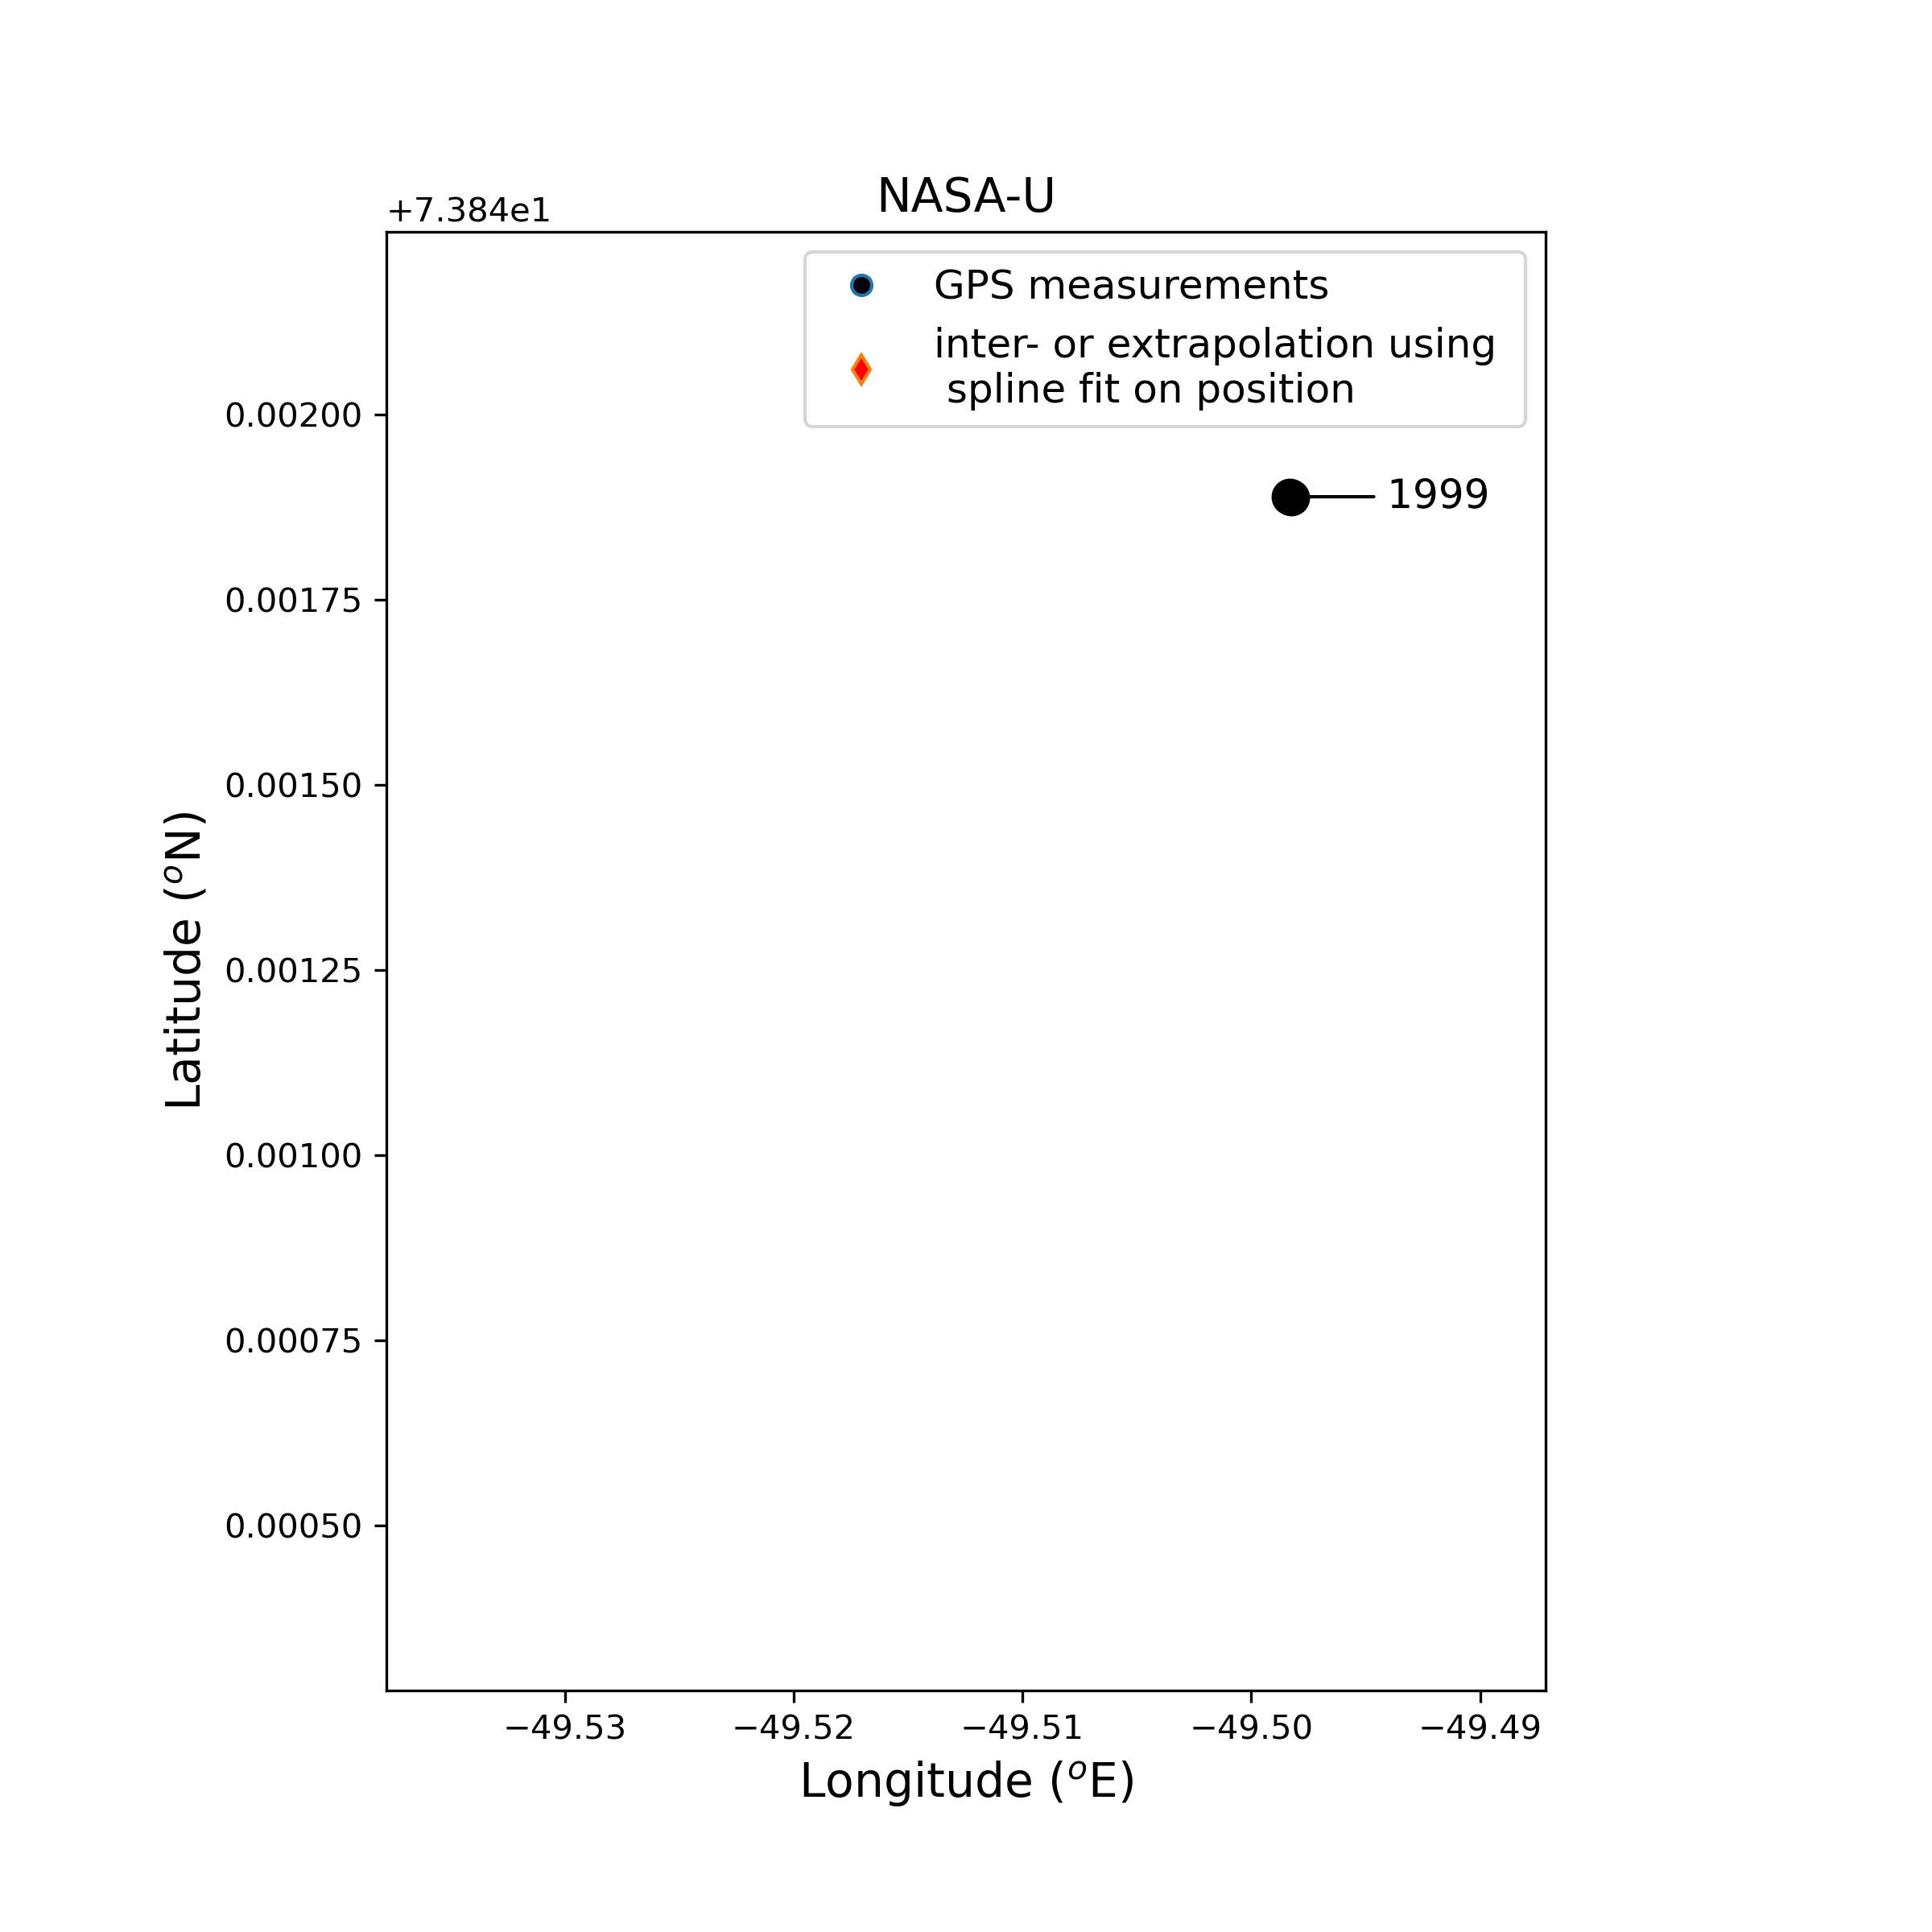 NASA-U
+7.384e1
GPS measurements
inter- or extrapolation using
spline fit on position
1999
0.00200
0.00175
0.00150
0.00125
0.00100
0.00075
0.00050
Latitude (°N)
−49.53 −49.52 −49.51 −49.50 −49.49
Longitude (°E)